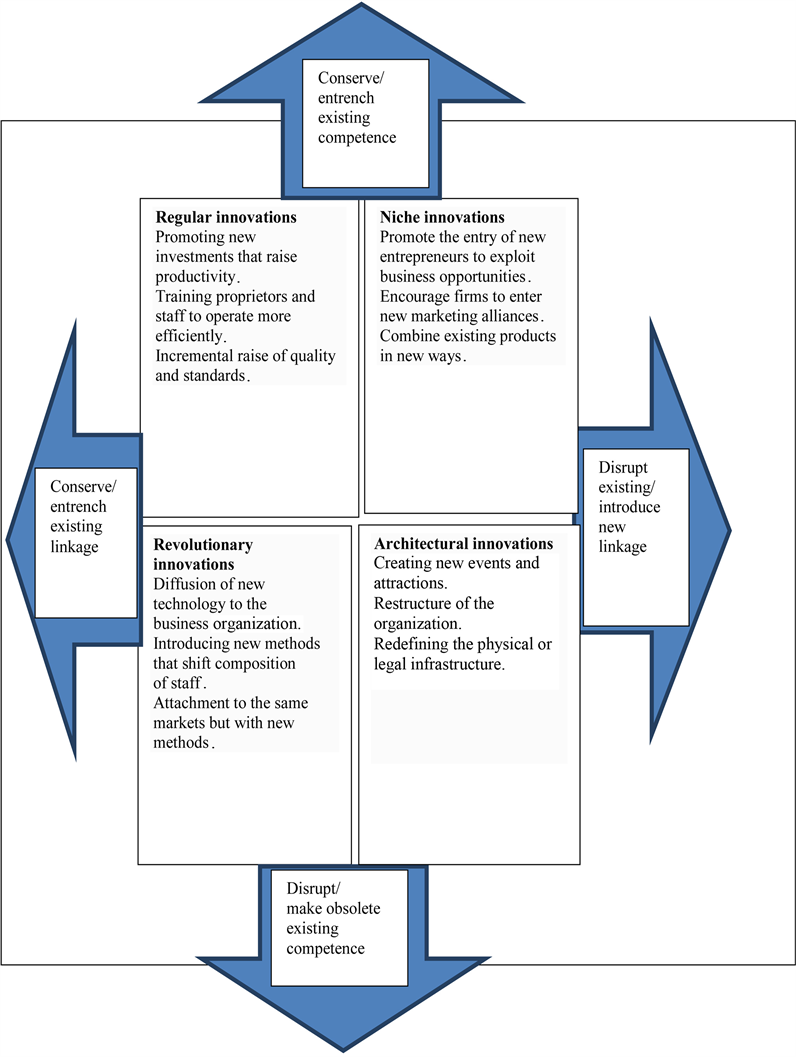 Conserve/
entrench
existing
competence
Regular innovations
Promoting new
investments that raise
productivity.
Training proprietors and
staff to operate more
efficiently.
Incremental raise of quality
and standards.
Niche innovations
Promote the entry of new
entrepreneurs to exploit
business opportunities.
Encourage firms to enter
new marketing alliances.
Combine existing products
in new ways.
Conserve/
entrench
existing
linkage
Disrupt
existing/
introduce
new
linkage
Revolutionary
innovations
Diffusion of new
technology to the
business organization.
Introducing new methods
that shift composition
of staff.
Attachment to the same
markets but with new
methods.
Architectural innovations
Creating new events and
attractions.
Restructure of the
organization.
Redefining the physical or
legal infrastructure.
Disrupt/
make obsolete
existing
competence